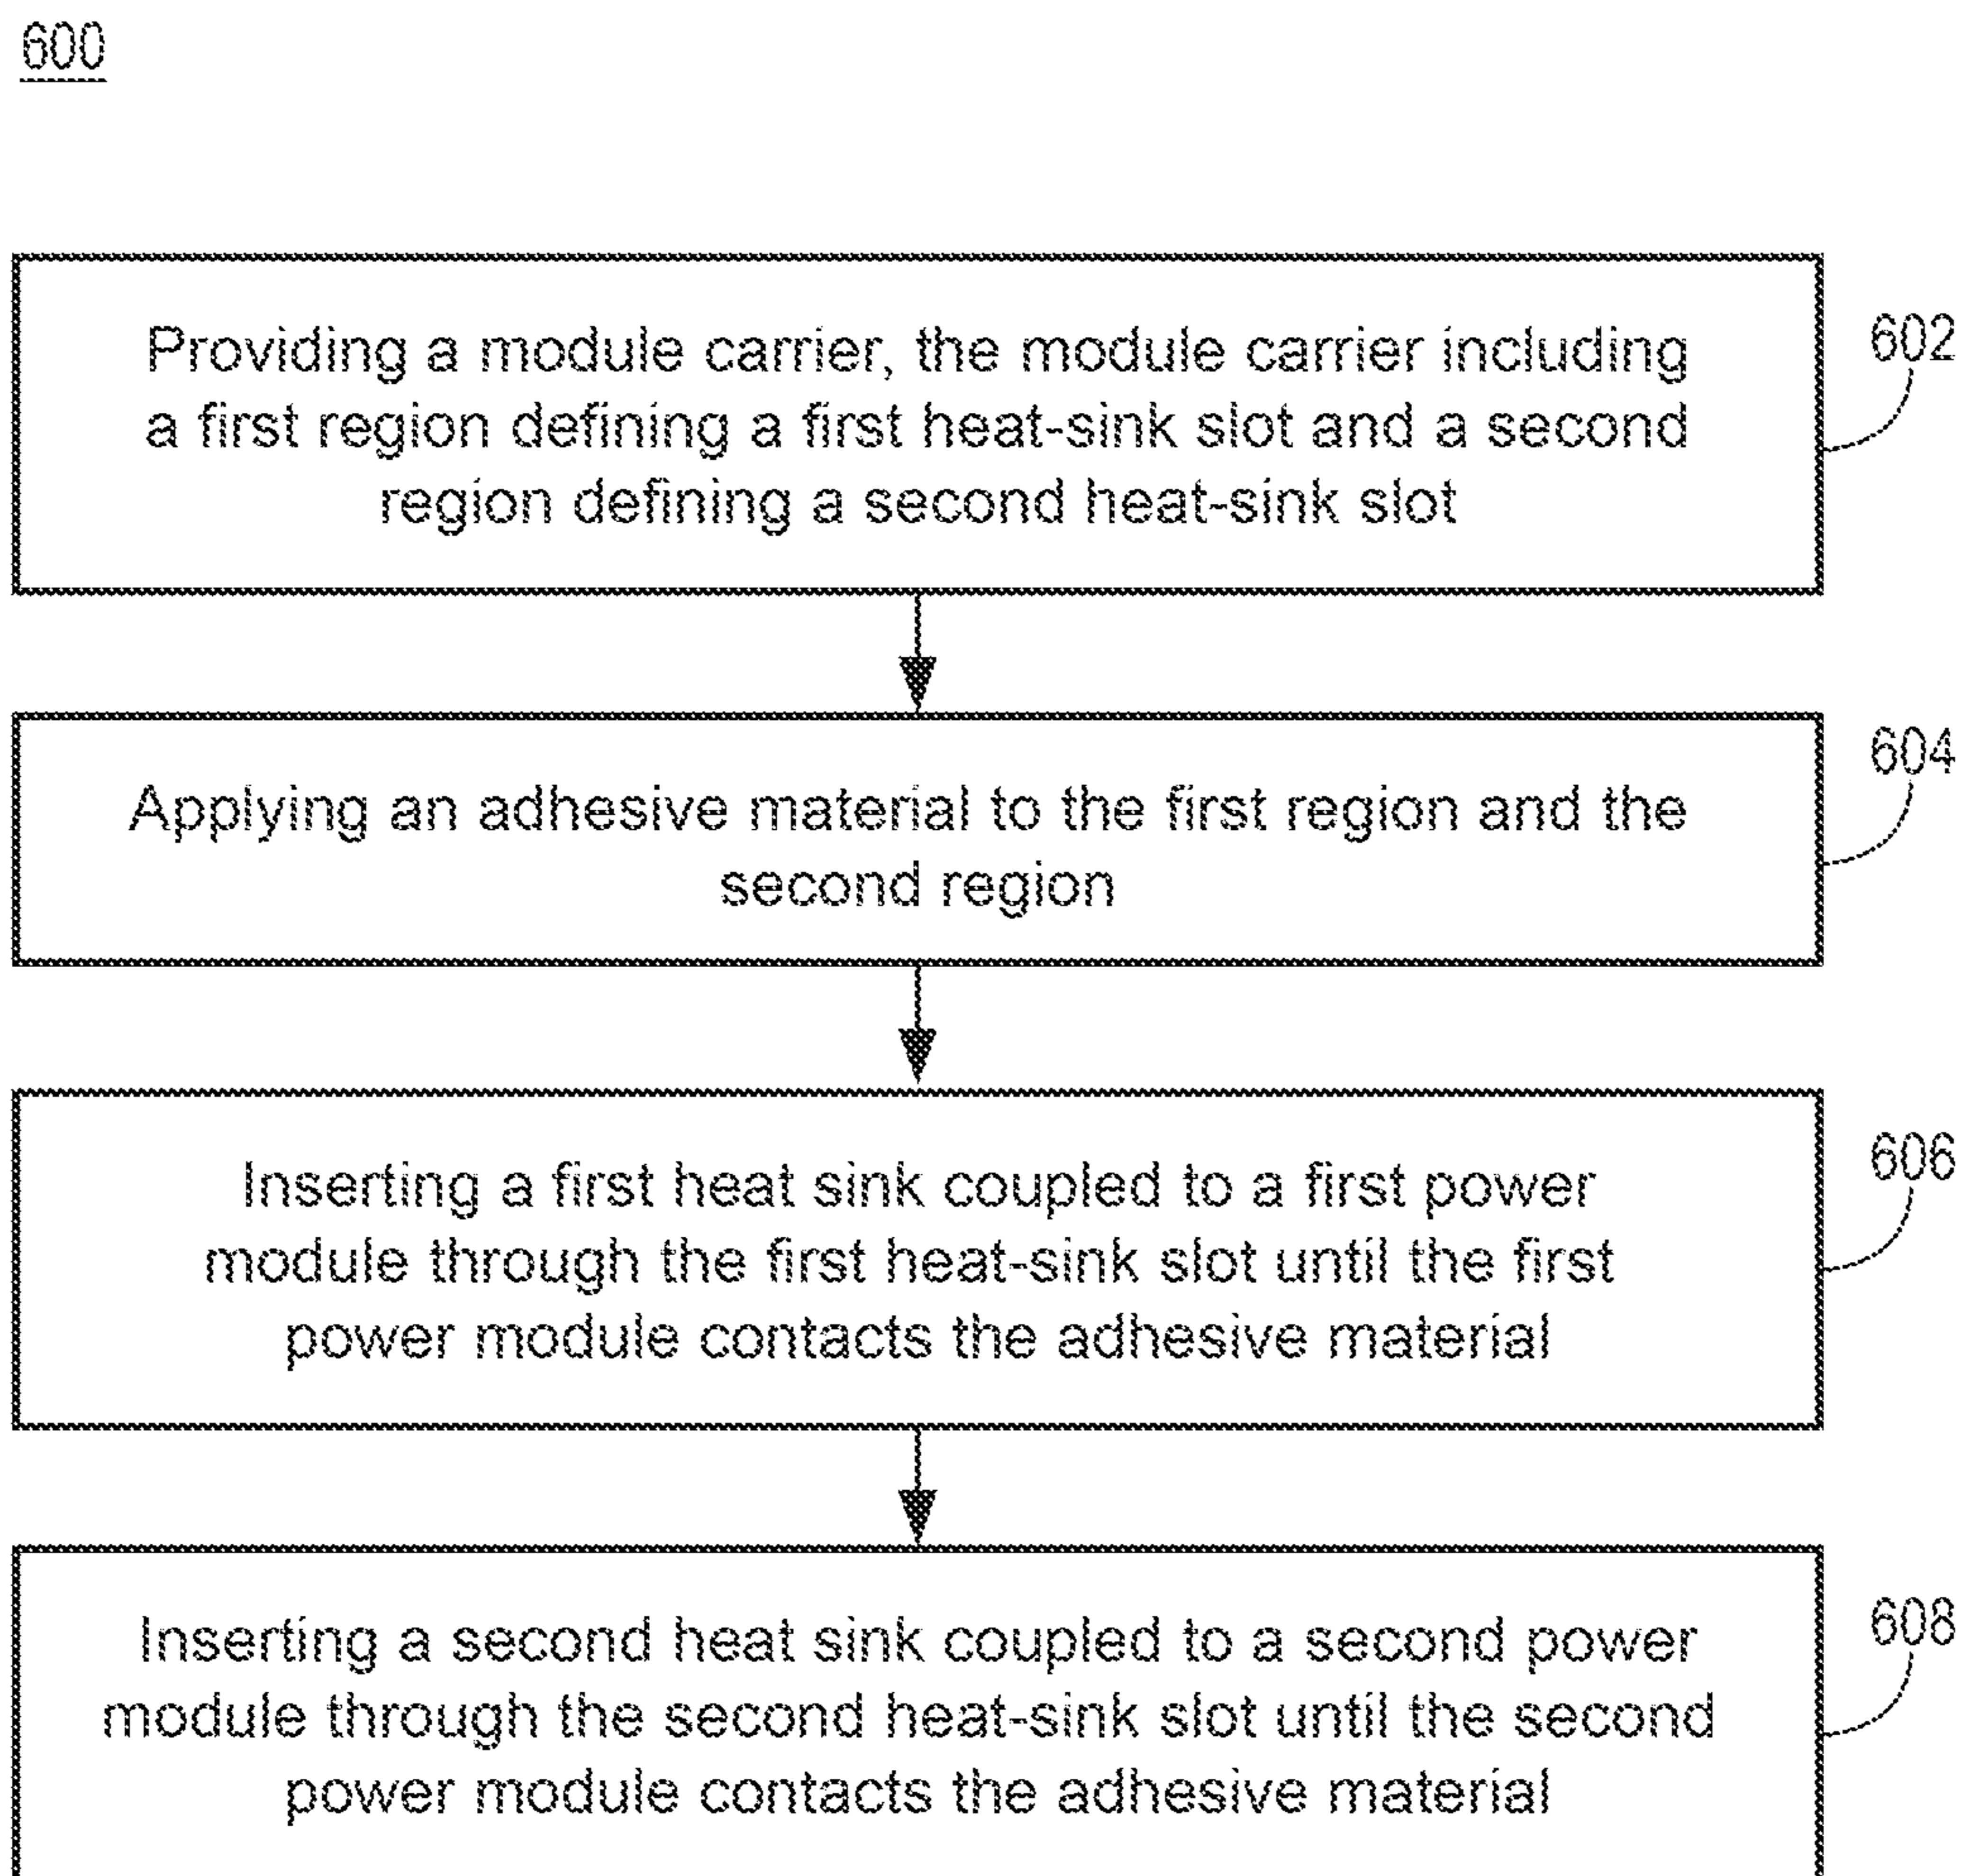 600
Providing a module carrier, the module carrier including
a first region defining a first heat-sink slot and a second
region defining a second heat-sink slot
602
Applying an adhesive material to the first region and the
second region
604
Inserting a first heat sink coupled to a first power
module through the first heat-sink slot until the first
power module contacts the adhesive material
606
Inserting a second heat sink coupled to a second power
module through the second heat-sink slot until the second
power module contacts the adhesive material
608